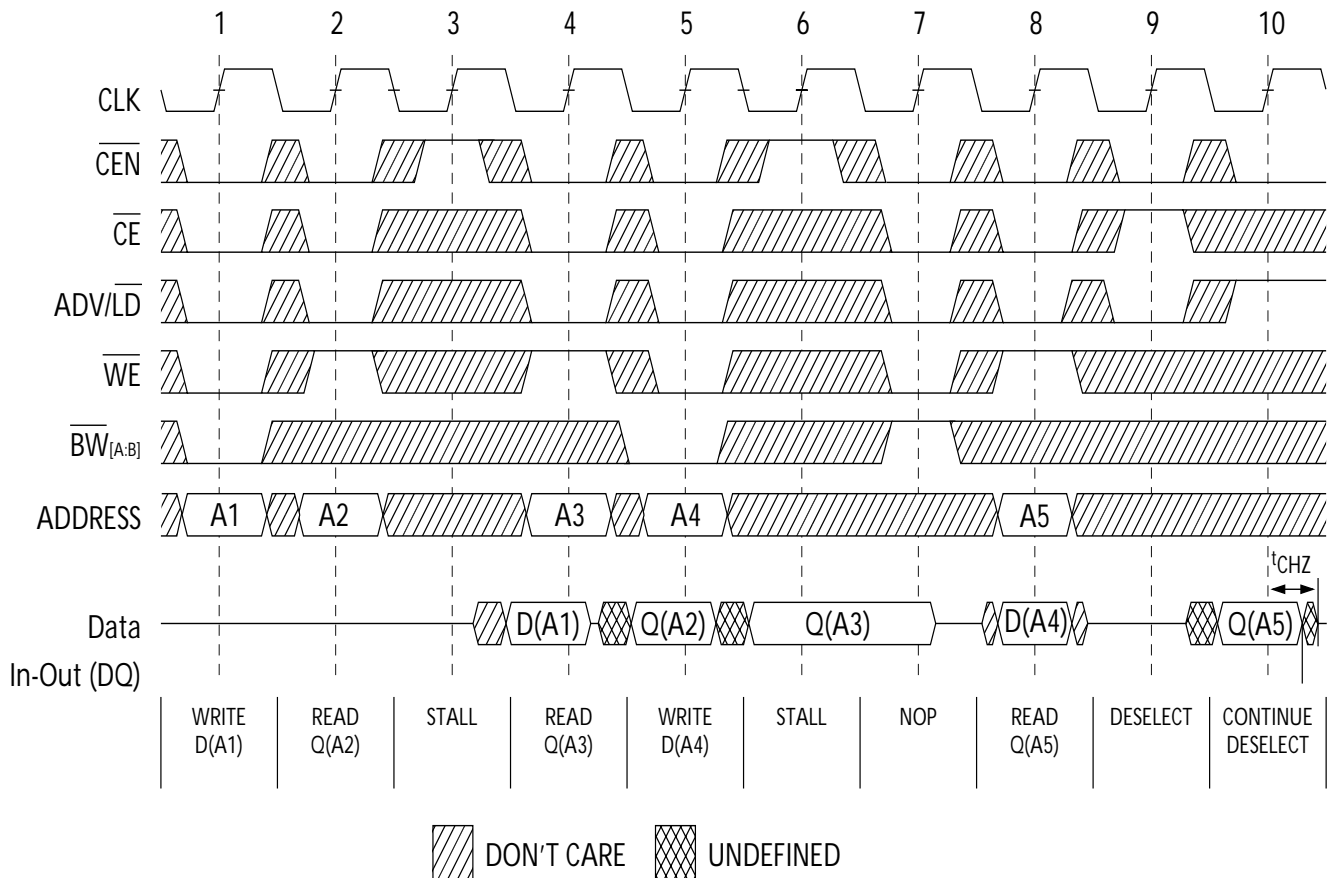 1 2 3 4 5 6 7 8 9 10
CLK
CEN
CE
ADV/LD
WE
BW[A:B]
ADDRESS A1 A2 A3 A4 A5
tCHZ
Data D(A1) Q(A2) Q(A3) D(A4) Q(A5)
In-Out (DQ)
WRITE READ STALL READ WRITE STALL NOP READ DESELECT CONTINUE
D(A1) Q(A2) Q(A3) D(A4) Q(A5) DESELECT
DON'T CARE UNDEFINED